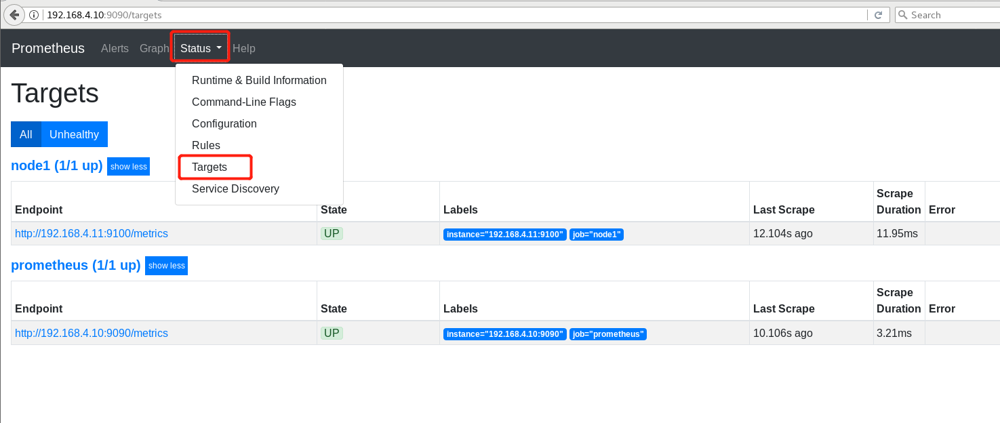 192.168.4.10:9090/targets
Search
Prometheus Alerts Graph Status Help
Runtime & Build Information
Command-Line Flags
Configuration
Rules
Targets
Service Discovery
Targets
All Unhealthy
node1 (1/1 up) show less
Endpoint State Labels Last Scrape Scrape Duration Error
http://192.168.4.11:9100/metrics UP instance="192.168.4.11:9100" job="node1" 12.104s ago 11.95ms
prometheus (1/1 up) show less
Endpoint State Labels Last Scrape Scrape Duration Error
http://192.168.4.10:9090/metrics UP instance="192.168.4.10:9090" job="prometheus" 10.106s ago 3.21ms